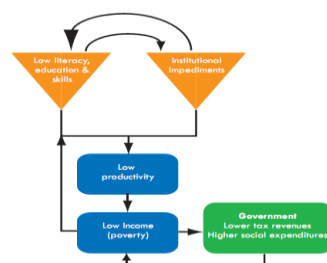 Low literacy,
education &
skills
Institutional
impediments
Low
productivity
Low Income
(poverty)
Government
Lower tax revenues
Higher social expenditures